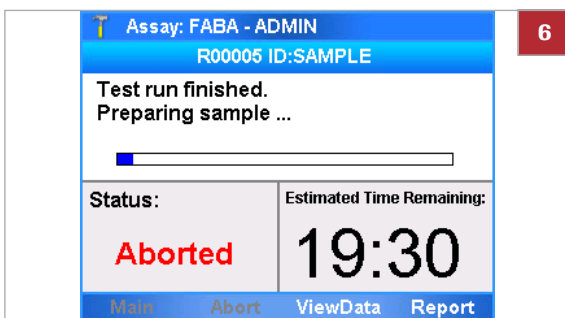 Assay: FABA - ADMIN
6
R00005 ID:SAMPLE
Test run finished.
Preparing sample ...
Status:
Estimated Time Remaining:
Aborted
19:30
Main Abort ViewData Report